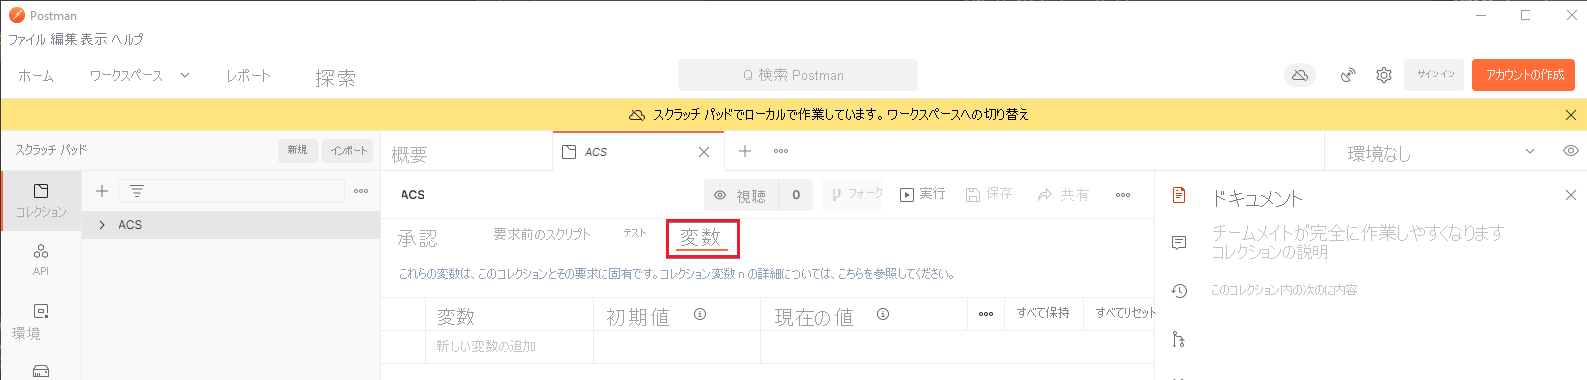 Postman
ファイル 編集 表示 ヘルプ
ホーム ワークスペース レポート 探索 Q 検索 Postman サインイン アカウントの作成
スクラッチ パッドでローカルで作業しています。ワークスペースへの切り替え
スクラッチ パッド 新規 インポート 概要 ACS 環境なし
コレクション
API
環境
ACS
ACS 視聴 0 フォーク 実行 保存 共有
承認 要求前のスクリプト テスト 変数
これらの変数は、このコレクションとその要求に固有です。コレクション変数 n の詳細については、こちらを参照してください。
変数 初期値 現在の値 すべて保持 すべてリセット
新しい変数の追加
ドキュメント
チームメイトが完全に作業しやすくなります
コレクションの説明
このコレクション内の次のに内容